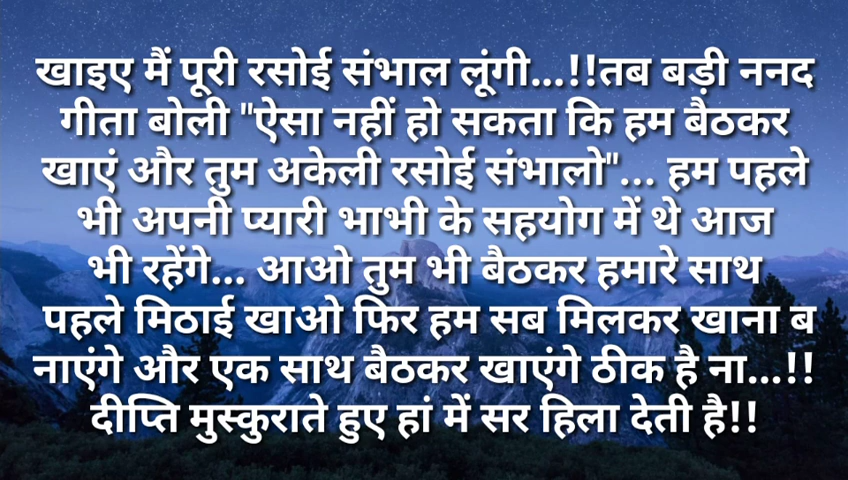 खाइए मैं पूरी रसोई संभाल लूंगी...!!तब बड़ी ननद
गीता बोली "ऐसा नहीं हो सकता कि हम बैठकर
खाएं और तुम अकेली रसोई संभालो"... हम पहले
भी अपनी प्यारी भाभी के सहयोग में थे आज
भी रहेंगे... आओ तुम भी बैठकर हमारे साथ
पहले मिठाई खाओ फिर हम सब मिलकर खाना ब
नाएंगे और एक साथ बैठकर खाएंगे ठीक है ना...!!
दीप्ति मुस्कुराते हुए हां में सर हिला देती है!!